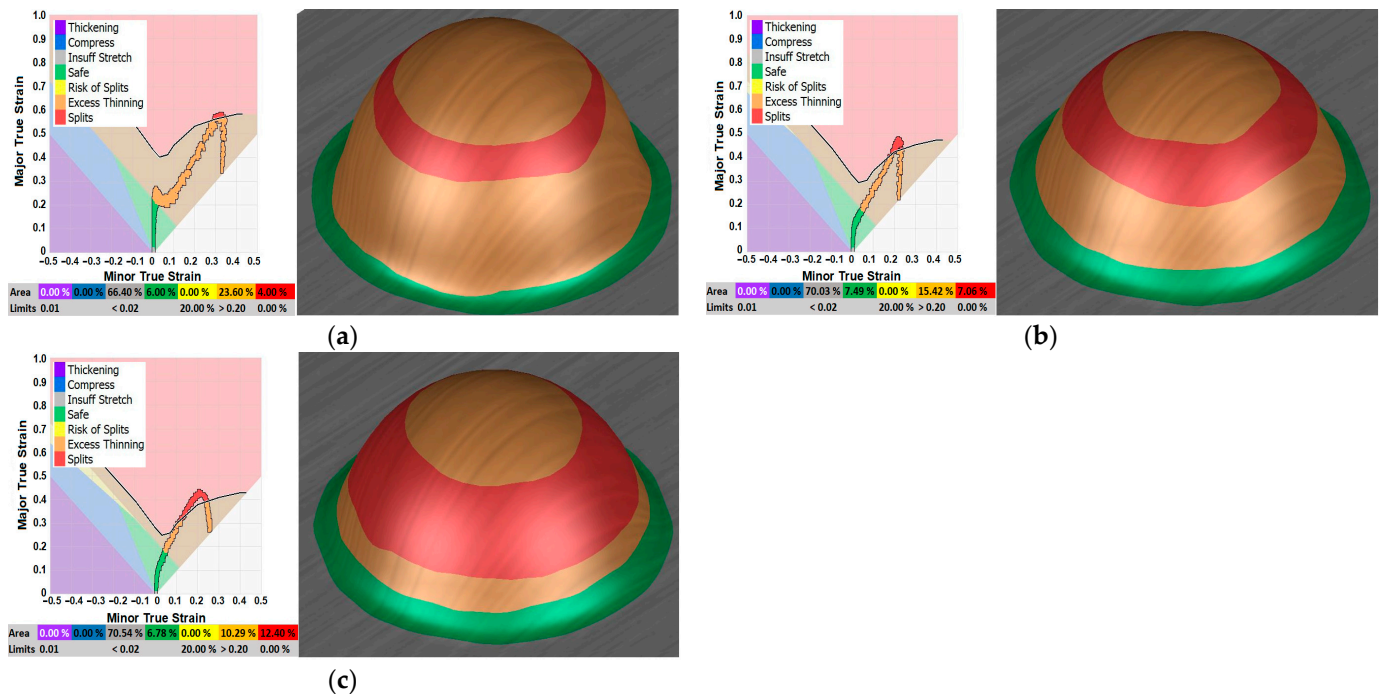 1.0
0.9
0.8
0.7
0.6
0.5
0.4
0.3
0.2
0.1
0
Major True Strain
Thickening
Compress
Insuff Stretch
Safe
Risk of Splits
Excess Thinning
Splits
−0.5 −0.4 −0.3 −0.2 −0.1 0 0.1 0.2 0.3 0.4 0.5
Minor True Strain
Area 0.00 % 0.00 % 66.40 % 6.00 % 0.00 % 23.60 % 4.00 %
Limits 0.01 < 0.02 20.00 % > 0.20 0.00 %
(a)
1.0
0.9
0.8
0.7
0.6
0.5
0.4
0.3
0.2
0.1
0
Major True Strain
Thickening
Compress
Insuff Stretch
Safe
Risk of Splits
Excess Thinning
Splits
−0.5 −0.4 −0.3 −0.2 −0.1 0 0.1 0.2 0.3 0.4 0.5
Minor True Strain
Area 0.00 % 0.00 % 70.03 % 7.49 % 0.00 % 15.42 % 7.06 %
Limits 0.01 < 0.02 20.00 % > 0.20 0.00 %
(b)
1.0
0.9
0.8
0.7
0.6
0.5
0.4
0.3
0.2
0.1
0
Major True Strain
Thickening
Compress
Insuff Stretch
Safe
Risk of Splits
Excess Thinning
Splits
−0.5 −0.4 −0.3 −0.2 −0.1 0 0.1 0.2 0.3 0.4 0.5
Minor True Strain
Area 0.00 % 0.00 % 70.54 % 6.78 % 0.00 % 10.29 % 12.40 %
Limits 0.01 < 0.02 20.00 % > 0.20 0.00 %
(c)